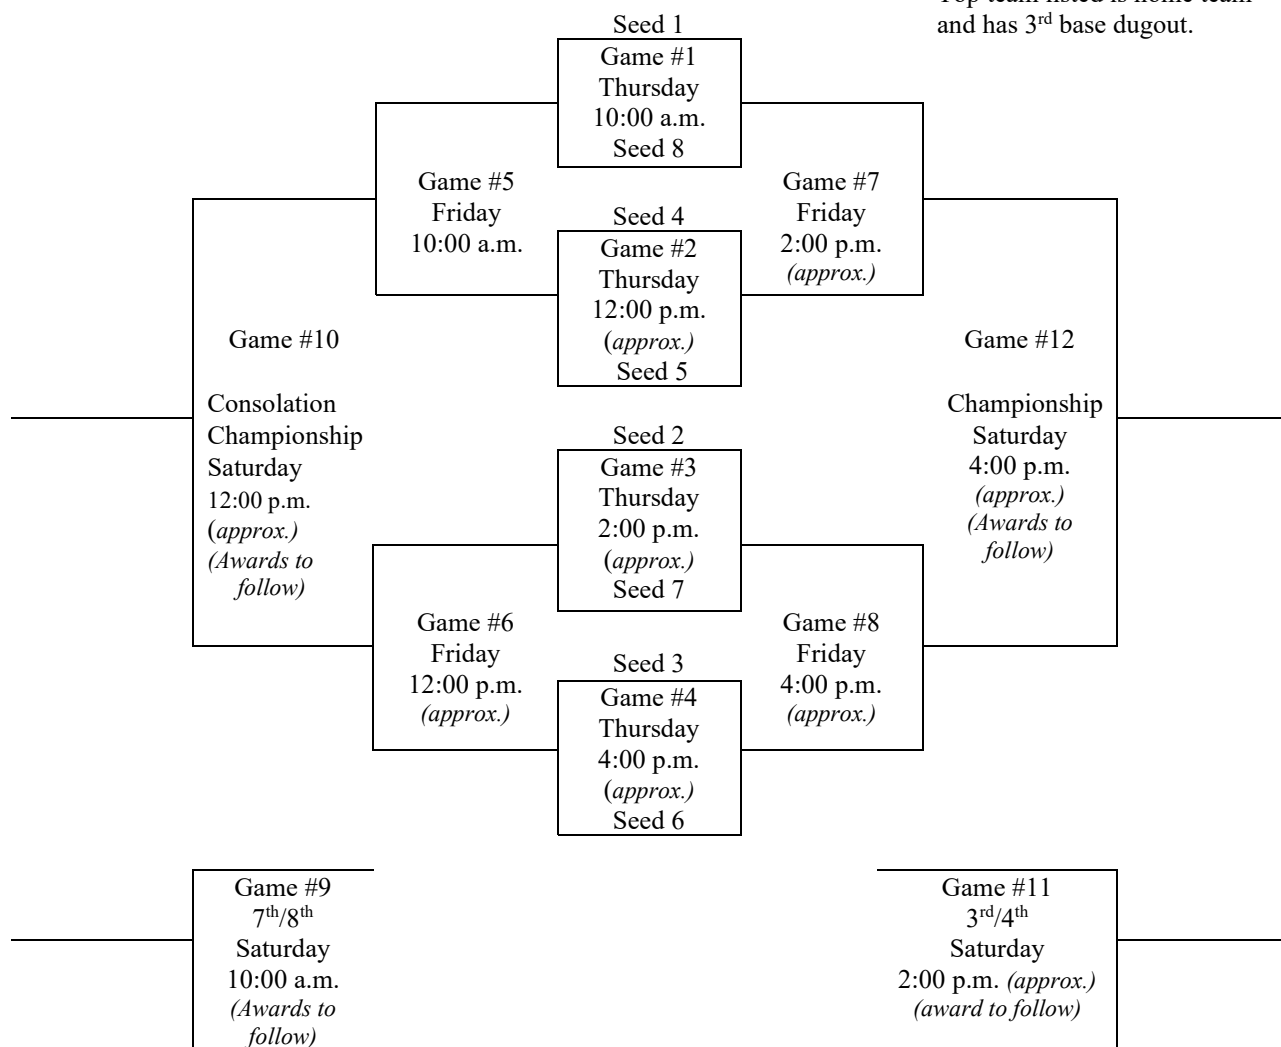 Top team listed is home team
and has 3rd base dugout.
Seed 1
Game #1
Thursday
10:00 a.m.
Seed 8
Game #5
Friday
10:00 a.m.
Game #7
Friday
2:00 p.m.
(approx.)
Seed 4
Game #2
Thursday
12:00 p.m.
(approx.)
Seed 5
Game #10
Consolation
Championship
Saturday
12:00 p.m.
(approx.)
(Awards to
follow)
Game #12
Championship
Saturday
4:00 p.m.
(approx.)
(Awards to
follow)
Seed 2
Game #3
Thursday
2:00 p.m.
(approx.)
Seed 7
Game #6
Friday
12:00 p.m.
(approx.)
Game #8
Friday
4:00 p.m.
(approx.)
Seed 3
Game #4
Thursday
4:00 p.m.
(approx.)
Seed 6
Game #9
7th/8th
Saturday
10:00 a.m.
(Awards to
follow)
Game #11
3rd/4th
Saturday
2:00 p.m. (approx.)
(award to follow)